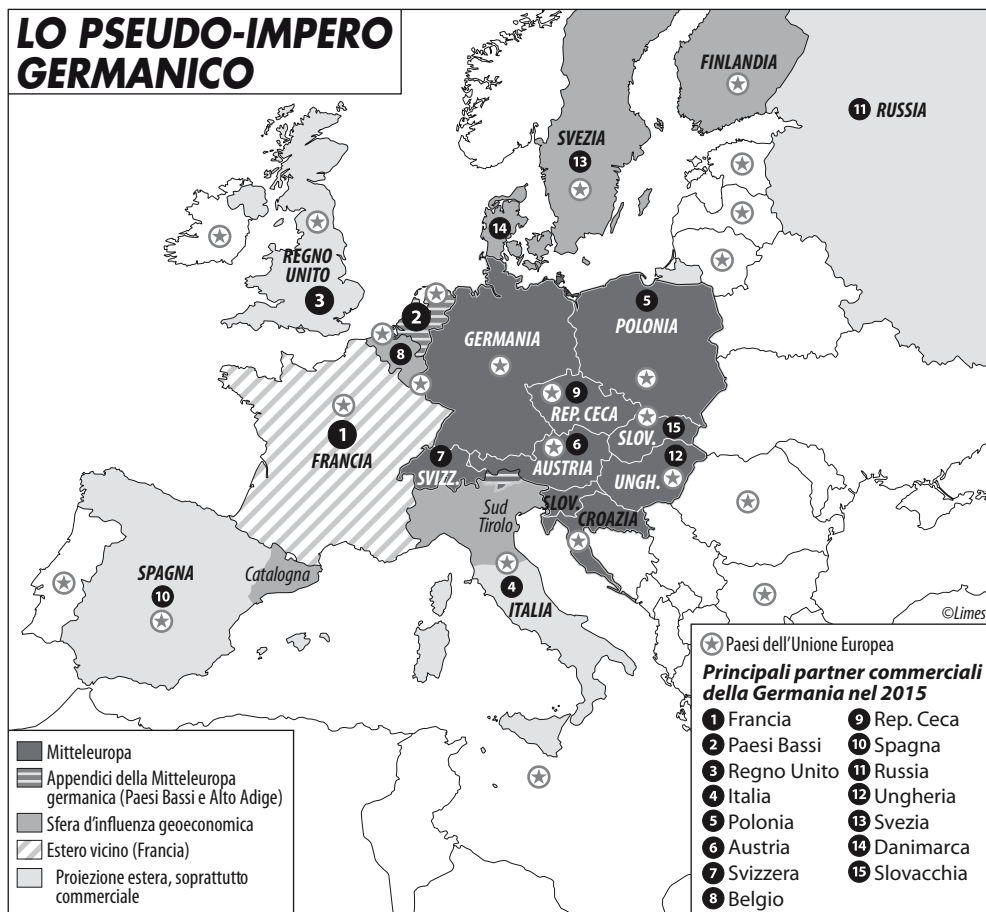 LO PSEUDO-IMPERO
GERMANICO
FINLANDIA
11 RUSSIA
SVEZIA
13
14
REGNO
UNITO
3
2
5
POLONIA
GERMANIA
8
9
REP. CECA
1
FRANCIA
SLOV.
15
6
AUSTRIA
7
SVIZZ.
12
UNGH.
Sud
Tirolo
SLOV.
CROAZIA
Catalogna
SPAGNA
10
4
ITALIA
©Limes
Paesi dell'Unione Europea
Principali partner commerciali
della Germania nel 2015
1 Francia
2 Paesi Bassi
3 Regno Unito
4 Italia
5 Polonia
6 Austria
7 Svizzera
8 Belgio
9 Rep. Ceca
10 Spagna
11 Russia
12 Ungheria
13 Svezia
14 Danimarca
15 Slovacchia
Mitteleuropa
Appendici della Mitteleuropa
germanica (Paesi Bassi e Alto Adige)
Sfera d'influenza geoeconomica
Estero vicino (Francia)
Proiezione estera, soprattutto
commerciale